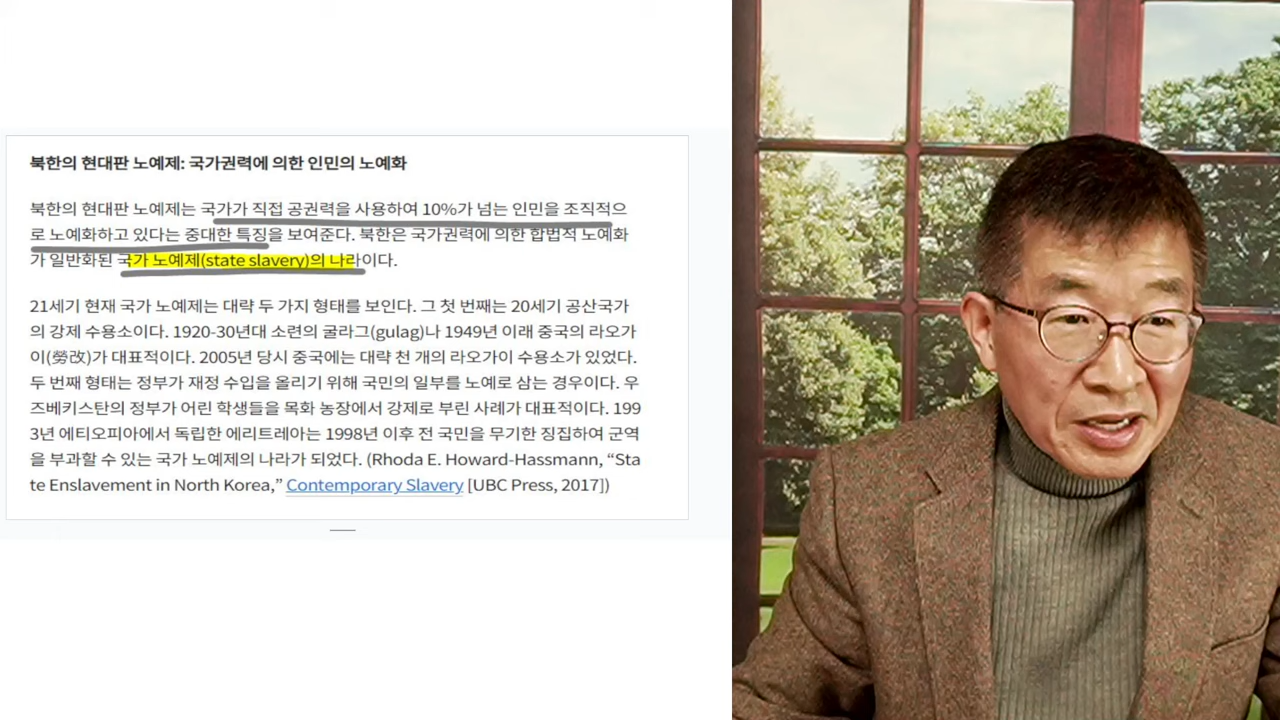 북한의 현대판 노예제: 국가권력에 의한 인민의 노예화
북한의 현대판 노예제는 국가가 직접 공권력을 사용하여 10%가 넘는 인민을 조직적으
로 노예화하고 있다는 중대한 특징을 보여준다. 북한은 국가권력에 의한 합법적 노예화
가 일반화된 국가 노예제(state slavery)의 나라이다.
21세기 현재 국가 노예제는 대략 두 가지 형태를 보인다. 그 첫 번째는 20세기 공산국가
의 강제 수용소이다. 1920-30년대 소련의 굴라그(gulag)나 1949년 이래 중국의 라오가
이(勞改)가 대표적이다. 2005년 당시 중국에는 대략 천 개의 라오가이 수용소가 있었다.
두 번째 형태는 정부가 재정 수입을 올리기 위해 국민의 일부를 노예로 삼는 경우이다. 우
즈베키스탄의 정부가 어린 학생들을 목화 농장에서 강제로 부린 사례가 대표적이다. 199
3년 에티오피아에서 독립한 에리트레아는 1998년 이후 전 국민을 무기한 징집하여 군역
을 부과할 수 있는 국가 노예제의 나라가 되었다. (Rhoda E. Howard-Hassmann, “Sta
te Enslavement in North Korea,” Contemporary Slavery [UBC Press, 2017])